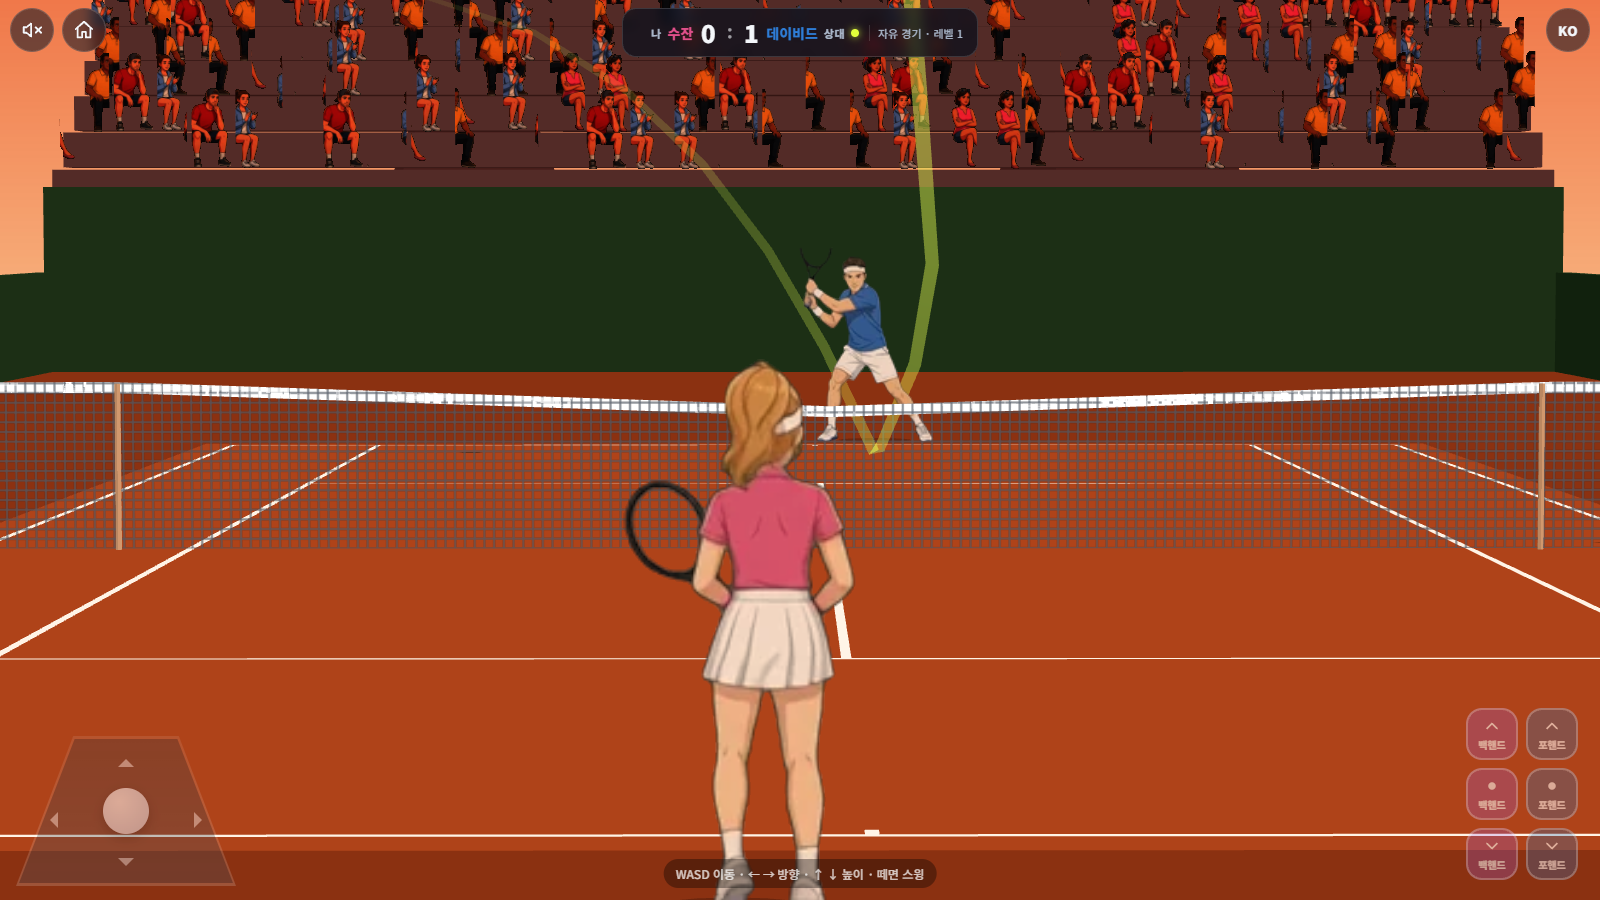 나 수잔 0 : 1 데이비드 상대 자유 경기 · 레벨 1
KO
백핸드 포핸드
백핸드 포핸드
백핸드 포핸드
WASD 이동 · ←→ 방향 · ↑ ↓ 높이 · 떼면 스윙